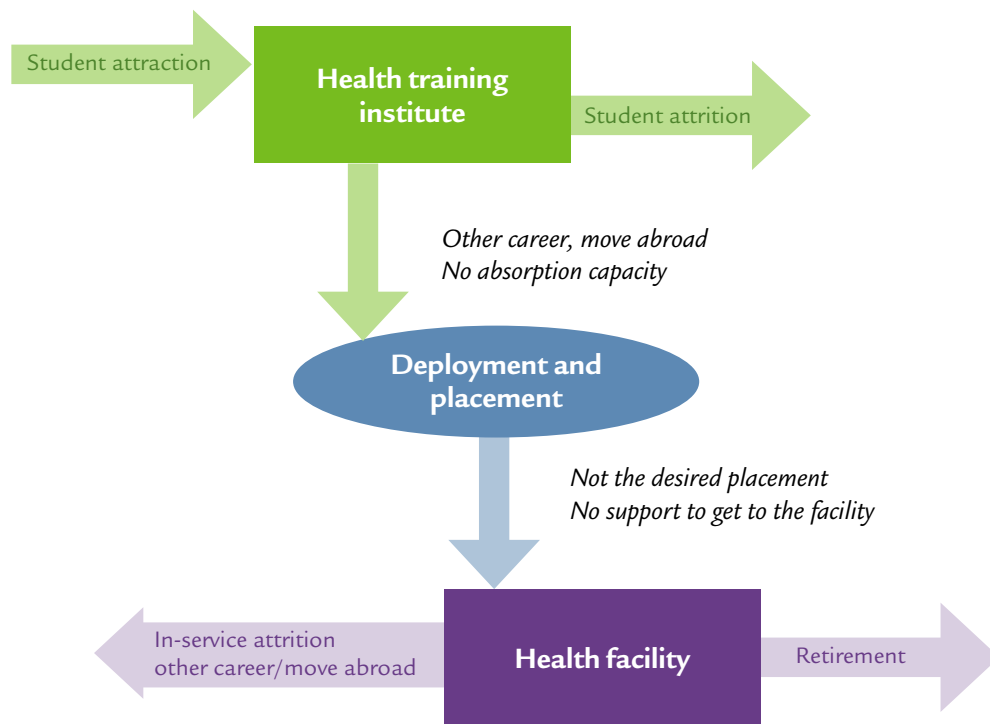 Student attraction
Health training
institute
Student attrition
Other career, move abroad
No absorption capacity
Deployment and
placement
Not the desired placement
No support to get to the facility
In-service attrition
other career/move abroad
Health facility
Retirement